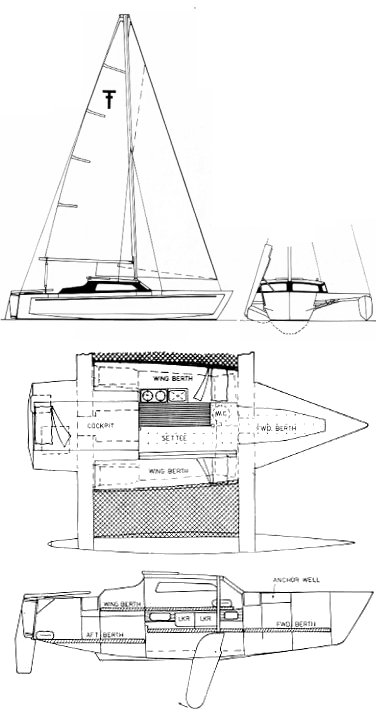 WING BERTH
W.C.
COCKPIT
SETTEE
FWD. BERTH
WING BERTH
ANCHOR WELL
WING BERTH
LKR
LKR
AFT. BERTH
FWD. BERTH